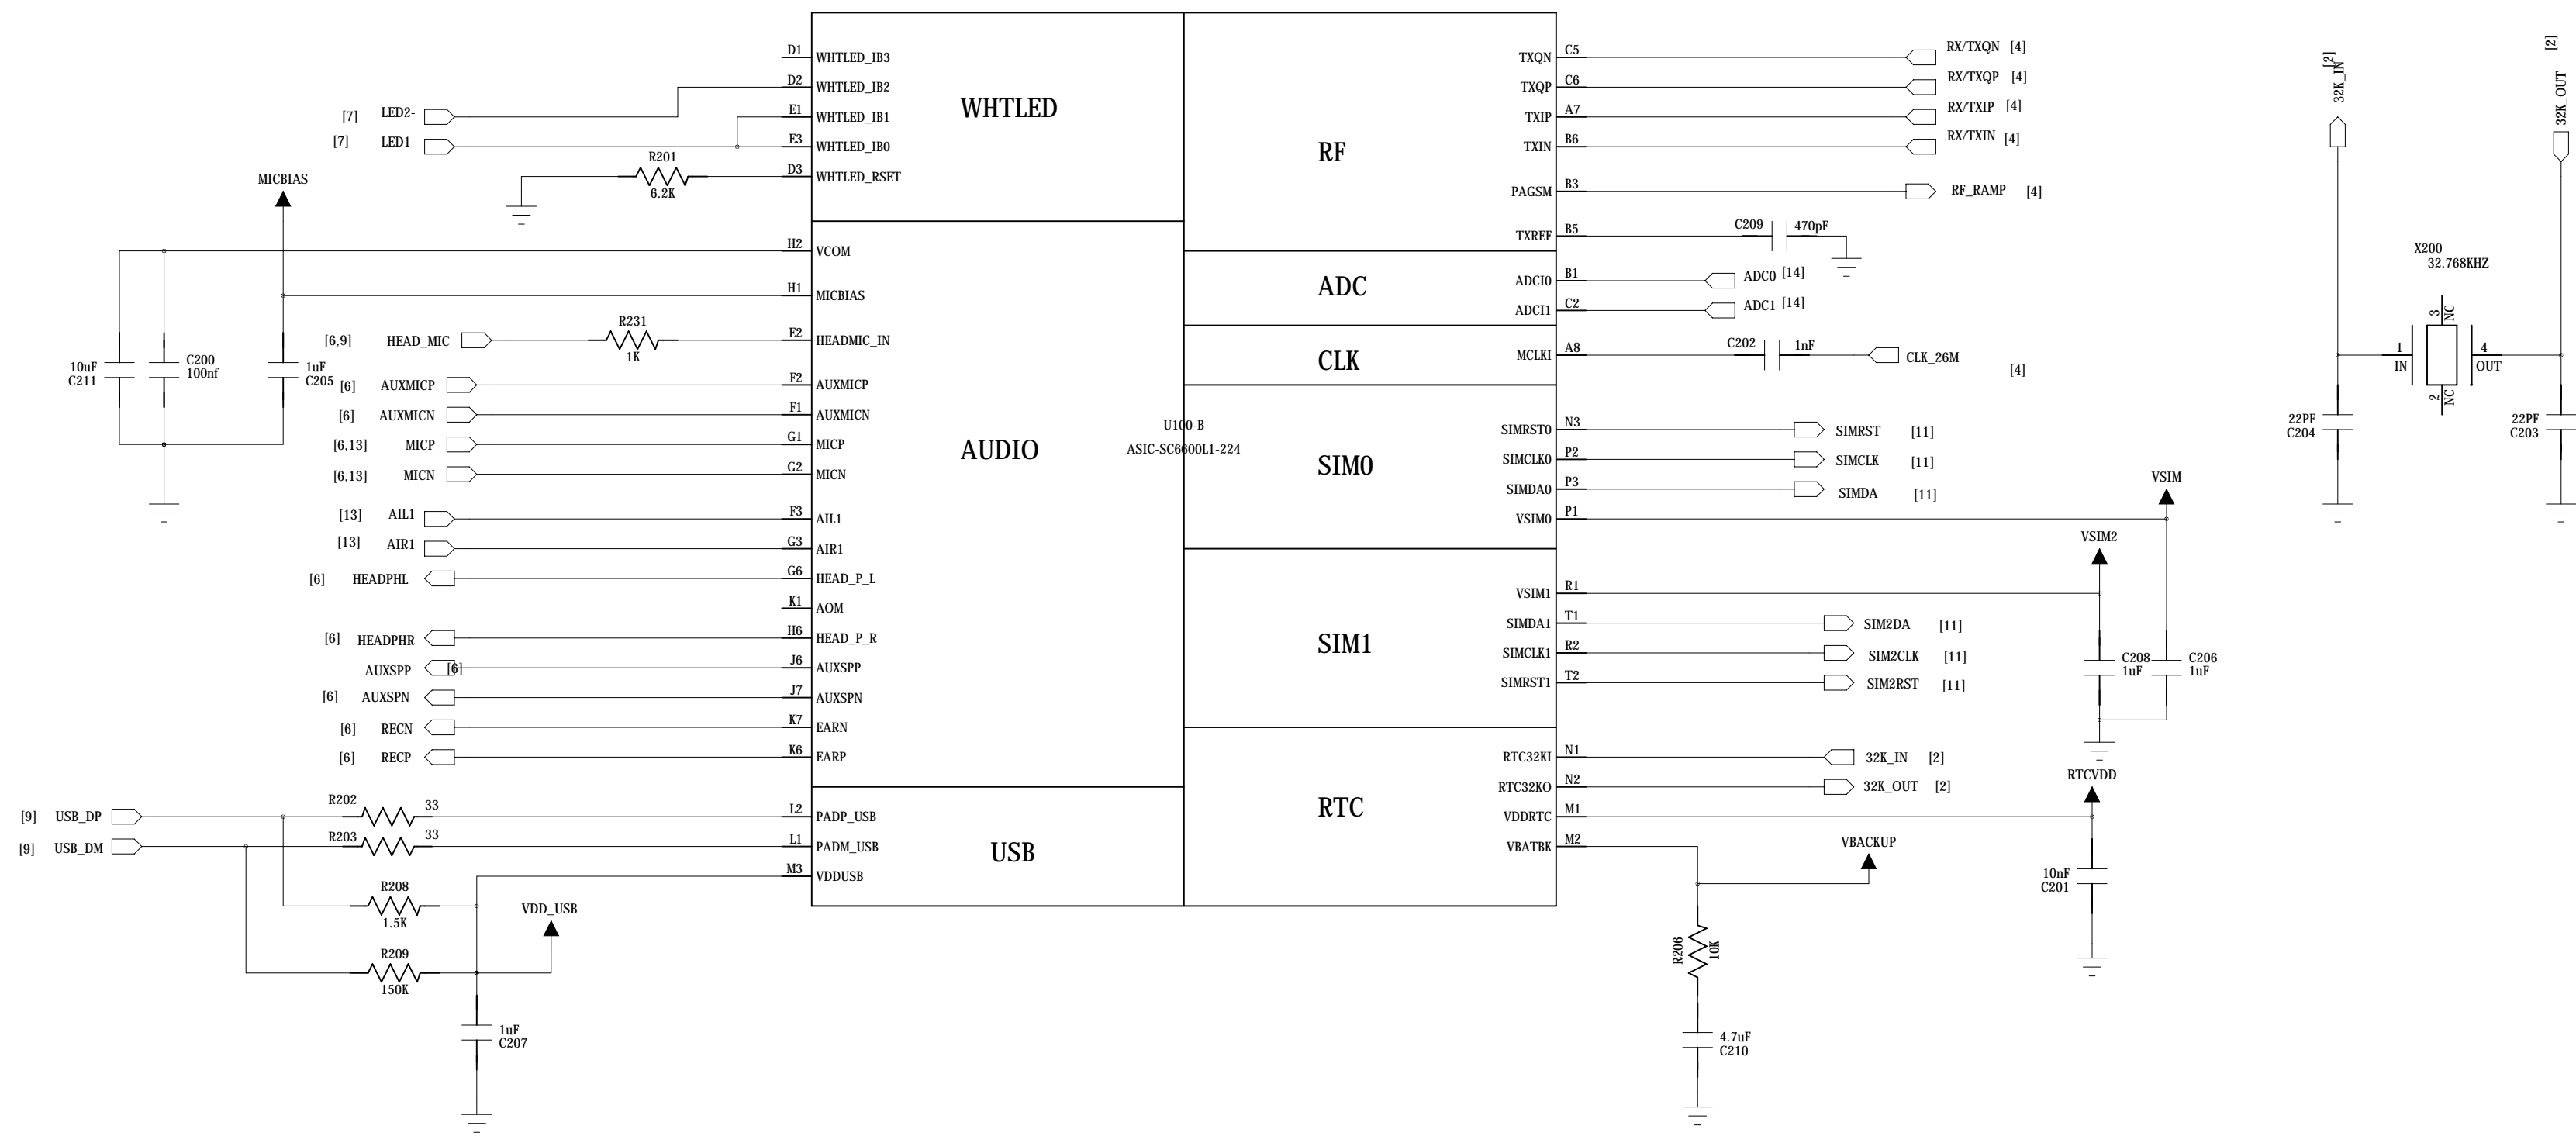 D1 WHTLED_IB3
D2 WHTLED_IB2
[7] LED2- E1 WHTLED_IB1
[7] LED1- E3 WHTLED_IB0
R201 D3 WHTLED_RSET
6.2K
WHTLED
MICBIAS
H2 VCOM
H1 MICBIAS
R231
[6,9] HEAD_MIC E2 HEADMIC_IN
1K
10uF
C211
C200
100nf
1uF
C205
[6] AUXMICP F2 AUXMICP
[6] AUXMICN F1 AUXMICN
[6,13] MICP G1 MICP
[6,13] MICN G2 MICN
[13] AIL1 F3 AIL1
[13] AIR1 G3 AIR1
[6] HEADPHL G6 HEAD_P_L
K1 AOM
[6] HEADPHR H6 HEAD_P_R
AUXSPP [6] J6 AUXSPP
[6] AUXSPN J7 AUXSPN
[6] RECN K7 EARN
[6] RECP K6 EARP
AUDIO
U100-B
ASIC-SC6600L1-224
R202 33
[9] USB_DP L2 PADP_USB
R203 33
[9] USB_DM L1 PADM_USB
M3 VDDUSB
USB
R208
1.5K
VDD_USB
R209
150K
1uF
C207
RF
TXQN C5 RX/TXQN [4]
TXQP C6 RX/TXQP [4]
TXIP A7 RX/TXIP [4]
TXIN B6 RX/TXIN [4]
PAGSM B3 RF_RAMP [4]
TXREF B5 C209 470pF
ADC
ADCI0 B1 ADC0 [14]
ADCI1 C2 ADC1 [14]
CLK
MCLKI A8 C202 1nF CLK_26M
[4]
SIM0
SIMRST0 N3 SIMRST [11]
SIMCLK0 P2 SIMCLK [11]
SIMDA0 P3 SIMDA [11]
VSIM0 P1
VSIM
VSIM2
SIM1
VSIM1 R1
SIMDA1 T1 SIM2DA [11]
SIMCLK1 R2 SIM2CLK [11]
SIMRST1 T2 SIM2RST [11]
C208
1uF
C206
1uF
RTC
RTC32KI N1 32K_IN [2]
RTC32KO N2 32K_OUT [2]
RTCVDD
VDDRTC M1
VBATBK M2
VBACKUP
10nF
C201
R206
10K
4.7uF
C210
[2]
32K_IN
[2]
32K_OUT
X200
32.768KHZ
3 NC
1 IN
4 OUT
2 NC
22PF
C204
22PF
C203